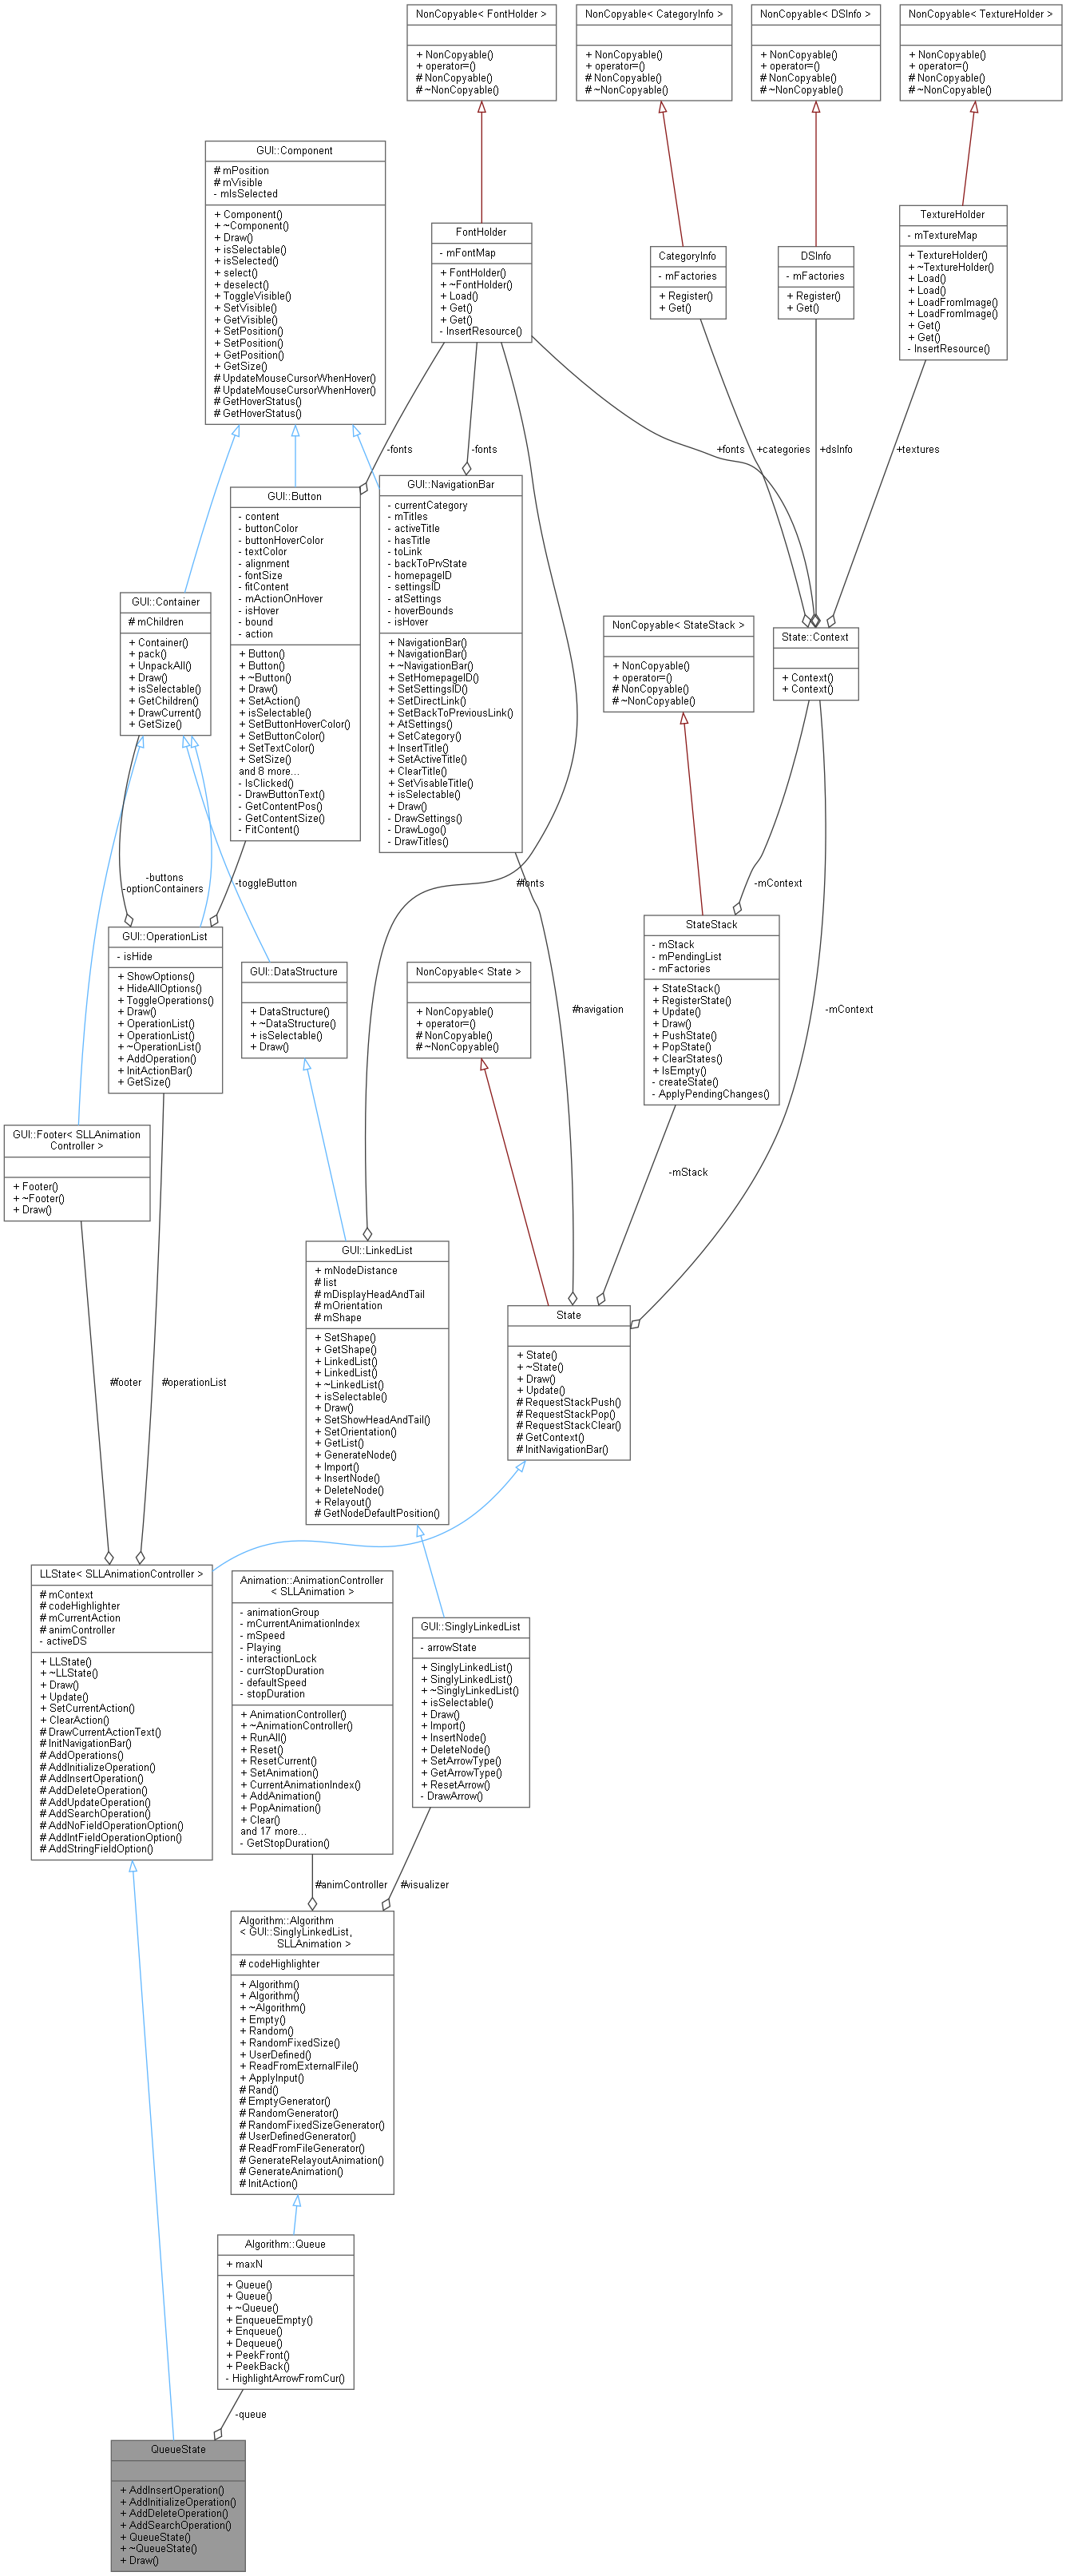 NonCopyable< FontHolder >
+ NonCopyable()
+ operator=()
# NonCopyable()
# ~NonCopyable()
NonCopyable< CategoryInfo >
+ NonCopyable()
+ operator=()
# NonCopyable()
# ~NonCopyable()
NonCopyable< DSInfo >
+ NonCopyable()
+ operator=()
# NonCopyable()
# ~NonCopyable()
NonCopyable< TextureHolder >
+ NonCopyable()
+ operator=()
# NonCopyable()
# ~NonCopyable()
GUI::Component
# mPosition
# mVisible
- mIsSelected
+ Component()
+ ~Component()
+ Draw()
+ isSelectable()
+ isSelected()
+ select()
+ deselect()
+ ToggleVisible()
+ SetVisible()
+ GetVisible()
+ SetPosition()
+ SetPosition()
+ GetPosition()
+ GetSize()
# UpdateMouseCursorWhenHover()
# UpdateMouseCursorWhenHover()
# GetHoverStatus()
# GetHoverStatus()
FontHolder
- mFontMap
+ FontHolder()
+ ~FontHolder()
+ Load()
+ Get()
+ Get()
- InsertResource()
CategoryInfo
- mFactories
+ Register()
+ Get()
DSInfo
- mFactories
+ Register()
+ Get()
TextureHolder
- mTextureMap
+ TextureHolder()
+ ~TextureHolder()
+ Load()
+ Load()
+ LoadFromImage()
+ LoadFromImage()
+ Get()
+ Get()
- InsertResource()
-fonts
-fonts
+fonts
+categories
+dsInfo
+textures
GUI::Button
- content
- buttonColor
- buttonHoverColor
- textColor
- alignment
- fontSize
- fitContent
- mActionOnHover
- isHover
- bound
- action
+ Button()
+ Button()
+ ~Button()
+ Draw()
+ SetAction()
+ isSelectable()
+ SetButtonHoverColor()
+ SetButtonColor()
+ SetTextColor()
+ SetSize()
and 8 more...
- IsClicked()
- DrawButtonText()
- GetContentPos()
- GetContentSize()
- FitContent()
GUI::NavigationBar
- currentCategory
- mTitles
- activeTitle
- hasTitle
- toLink
- backToPrvState
- homepageID
- settingsID
- atSettings
- hoverBounds
- isHover
+ NavigationBar()
+ NavigationBar()
+ ~NavigationBar()
+ SetHomepageID()
+ SetSettingsID()
+ SetDirectLink()
+ SetBackToPreviousLink()
+ AtSettings()
+ SetCategory()
+ InsertTitle()
+ SetActiveTitle()
+ ClearTitle()
+ SetVisableTitle()
+ isSelectable()
+ Draw()
- DrawSettings()
- DrawLogo()
- DrawTitles()
GUI::Container
# mChildren
+ Container()
+ pack()
+ UnpackAll()
+ Draw()
+ isSelectable()
+ GetChildren()
+ DrawCurrent()
+ GetSize()
NonCopyable< StateStack >
+ NonCopyable()
+ operator=()
# NonCopyable()
# ~NonCopyable()
State::Context
+ Context()
+ Context()
-buttons
-optionContainers
-toggleButton
#fonts
-mContext
GUI::OperationList
- isHide
+ ShowOptions()
+ HideAllOptions()
+ ToggleOperations()
+ Draw()
+ OperationList()
+ OperationList()
+ ~OperationList()
+ AddOperation()
+ InitActionBar()
+ GetSize()
GUI::DataStructure
+ DataStructure()
+ ~DataStructure()
+ isSelectable()
+ Draw()
NonCopyable< State >
+ NonCopyable()
+ operator=()
# NonCopyable()
# ~NonCopyable()
#navigation
StateStack
- mStack
- mPendingList
- mFactories
+ StateStack()
+ RegisterState()
+ Update()
+ Draw()
+ PushState()
+ PopState()
+ ClearStates()
+ IsEmpty()
- createState()
- ApplyPendingChanges()
-mContext
GUI::Footer< SLLAnimation
Controller >
+ Footer()
+ ~Footer()
+ Draw()
-mStack
GUI::LinkedList
+ mNodeDistance
# list
# mDisplayHeadAndTail
# mOrientation
# mShape
+ SetShape()
+ GetShape()
+ LinkedList()
+ LinkedList()
+ ~LinkedList()
+ isSelectable()
+ Draw()
+ SetShowHeadAndTail()
+ SetOrientation()
+ GetList()
+ GenerateNode()
+ Import()
+ InsertNode()
+ DeleteNode()
+ Relayout()
# GetNodeDefaultPosition()
State
+ State()
+ ~State()
+ Draw()
+ Update()
# RequestStackPush()
# RequestStackPop()
# RequestStackClear()
# GetContext()
# InitNavigationBar()
#footer
#operationList
LLState< SLLAnimationController >
# mContext
# codeHighlighter
# mCurrentAction
# animController
- activeDS
+ LLState()
+ ~LLState()
+ Draw()
+ Update()
+ SetCurrentAction()
+ ClearAction()
# DrawCurrentActionText()
# InitNavigationBar()
# AddOperations()
# AddInitializeOperation()
# AddInsertOperation()
# AddDeleteOperation()
# AddUpdateOperation()
# AddSearchOperation()
# AddNoFieldOperationOption()
# AddIntFieldOperationOption()
# AddStringFieldOption()
Animation::AnimationController
< SLLAnimation >
- animationGroup
- mCurrentAnimationIndex
- mSpeed
- Playing
- interactionLock
- currStopDuration
- defaultSpeed
- stopDuration
+ AnimationController()
+ ~AnimationController()
+ RunAll()
+ Reset()
+ ResetCurrent()
+ SetAnimation()
+ CurrentAnimationIndex()
+ AddAnimation()
+ PopAnimation()
+ Clear()
and 17 more...
- GetStopDuration()
GUI::SinglyLinkedList
- arrowState
+ SinglyLinkedList()
+ SinglyLinkedList()
+ ~SinglyLinkedList()
+ isSelectable()
+ Draw()
+ Import()
+ InsertNode()
+ DeleteNode()
+ SetArrowType()
+ GetArrowType()
+ ResetArrow()
- DrawArrow()
#animController
#visualizer
Algorithm::Algorithm
< GUI::SinglyLinkedList,
SLLAnimation >
# codeHighlighter
+ Algorithm()
+ Algorithm()
+ ~Algorithm()
+ Empty()
+ Random()
+ RandomFixedSize()
+ UserDefined()
+ ReadFromExternalFile()
+ ApplyInput()
# Rand()
# EmptyGenerator()
# RandomGenerator()
# RandomFixedSizeGenerator()
# UserDefinedGenerator()
# ReadFromFileGenerator()
# GenerateRelayoutAnimation()
# GenerateAnimation()
# InitAction()
Algorithm::Queue
+ maxN
+ Queue()
+ Queue()
+ ~Queue()
+ EnqueueEmpty()
+ Enqueue()
+ Dequeue()
+ PeekFront()
+ PeekBack()
- HighlightArrowFromCur()
-queue
QueueState
+ AddInsertOperation()
+ AddInitializeOperation()
+ AddDeleteOperation()
+ AddSearchOperation()
+ QueueState()
+ ~QueueState()
+ Draw()